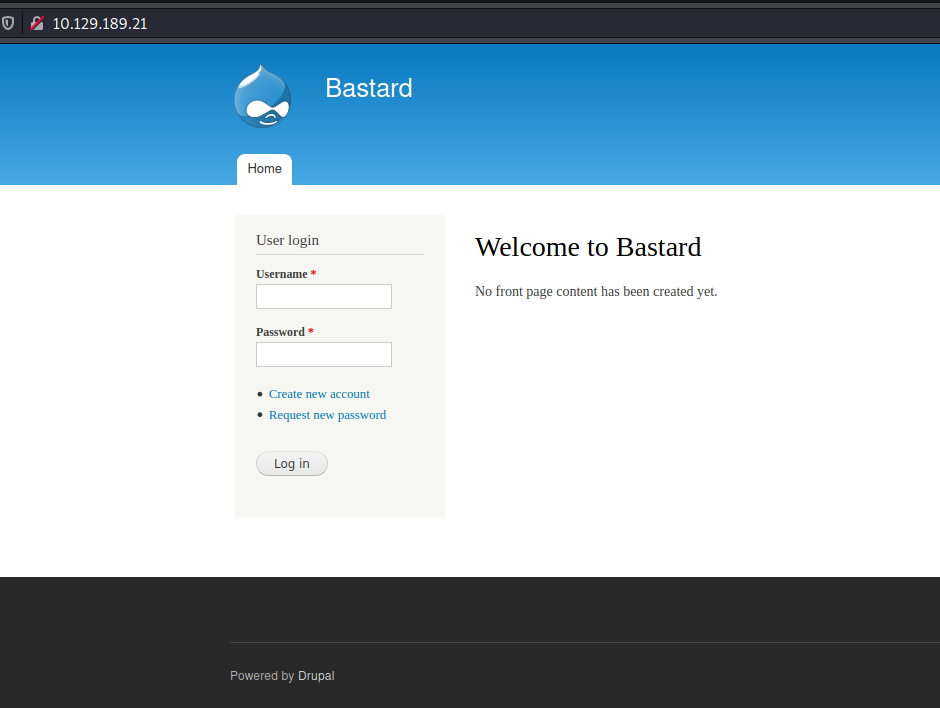 10.129.189.21
Bastard
Home
User login
Username *
Password *
Create new account
Request new password
Log in
Welcome to Bastard
No front page content has been created yet.
Powered by Drupal